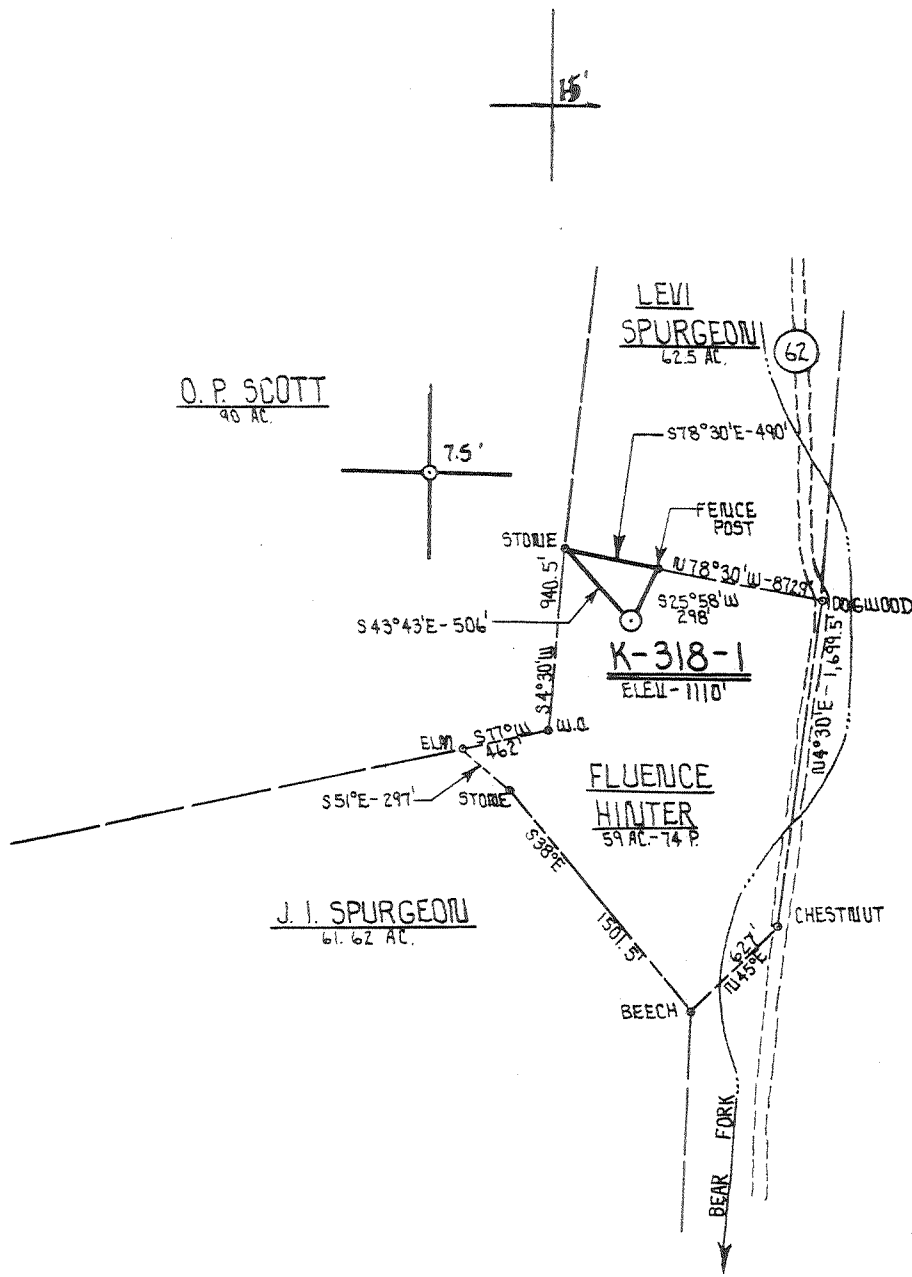 15'
LEVI
SPURGEON
62.5 AC.
62
O. P. SCOTT
90 AC.
7.5'
S78°30'E-490'
FENCE
POST
STONE
N78°30'W-872.9'
DOGWOOD
940.5'
S4°30'W
S25°58'W
298'
S43°43'E-506'
K-318-1
ELEV-1110'
N4°30'E - 1,699.5'
W.O
S77°W
462'
ELM
S51°E-297'
STONE
FLUENCE
HINTER
59 AC.-74 P.
S38°E
1501.5'
J. I. SPURGEON
61.62 AC.
CHESTNUT
627'
N45°E
BEECH
BEAR FORK